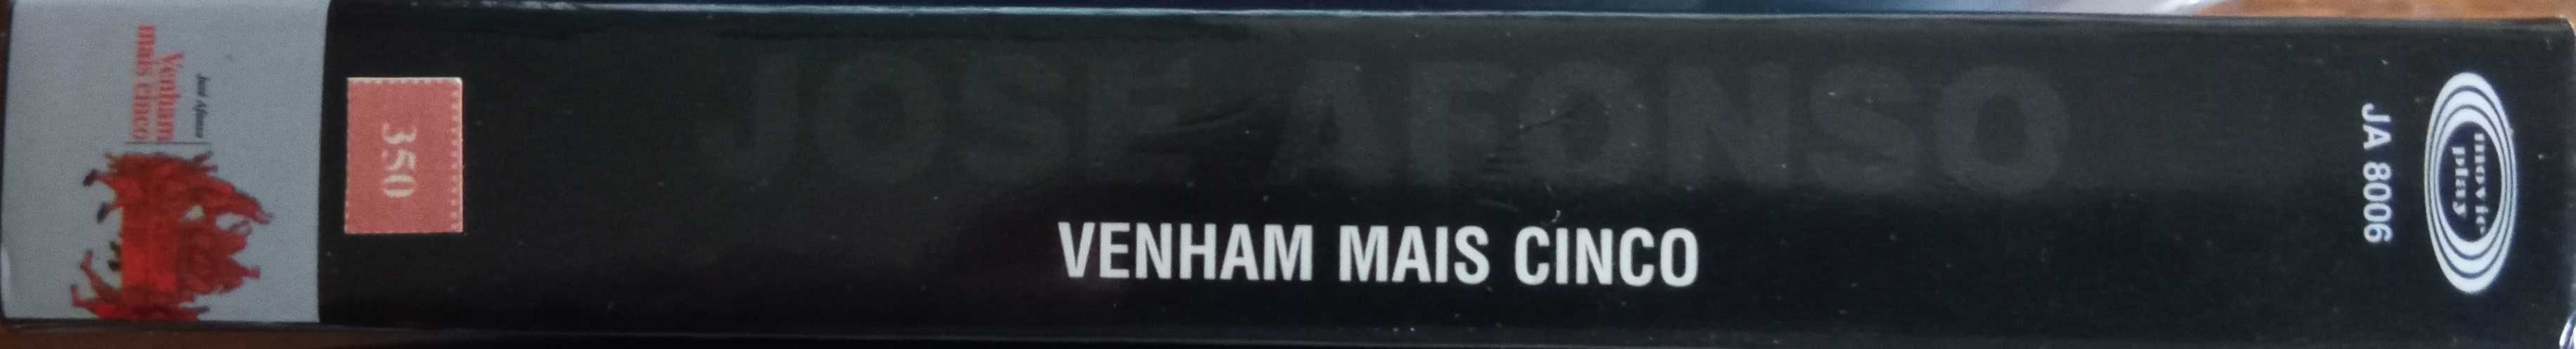 José Afonso
Venham
mais cinco
350
JOSÉ AFONSO
VENHAM MAIS CINCO
JA 8006
movie
play